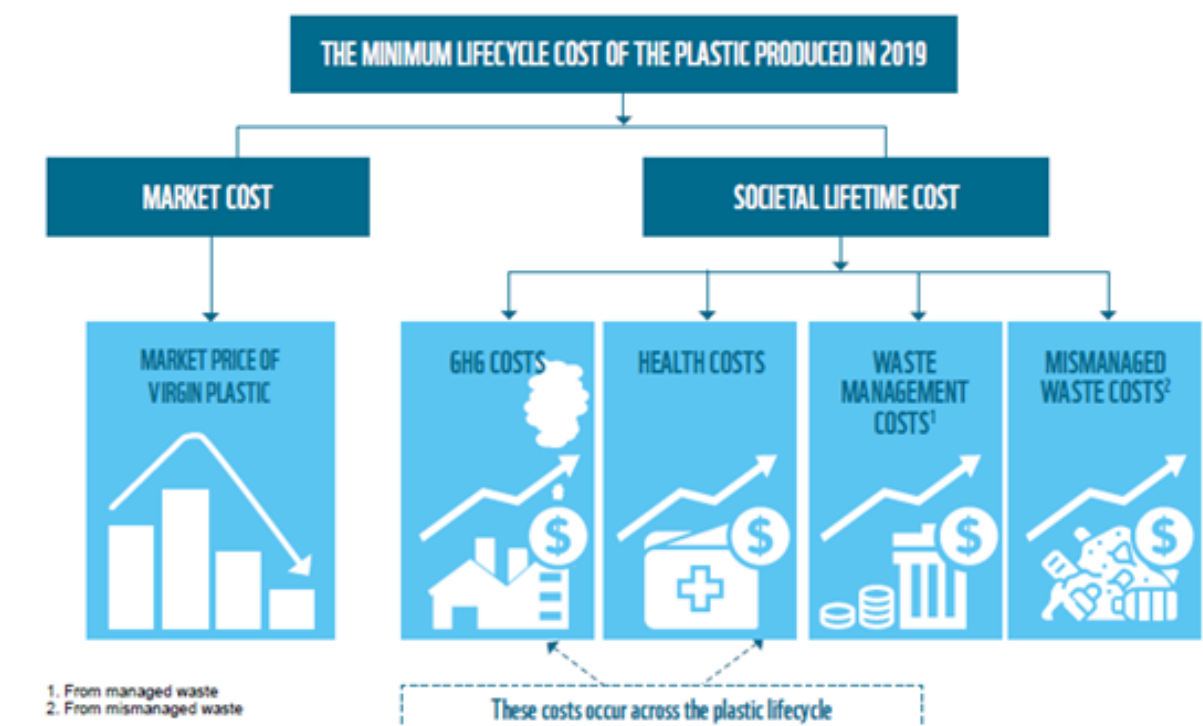 THE MINIMUM LIFECYCLE COST OF THE PLASTIC PRODUCED IN 2019
MARKET COST
SOCIETAL LIFETIME COST
MARKET PRICE OF
VIRGIN PLASTIC
GHG COSTS
HEALTH COSTS
WASTE
MANAGEMENT
COSTS¹
MISMANAGED
WASTE COSTS²
$
$
$
$
1. From managed waste
2. From mismanaged waste
These costs occur across the plastic lifecycle